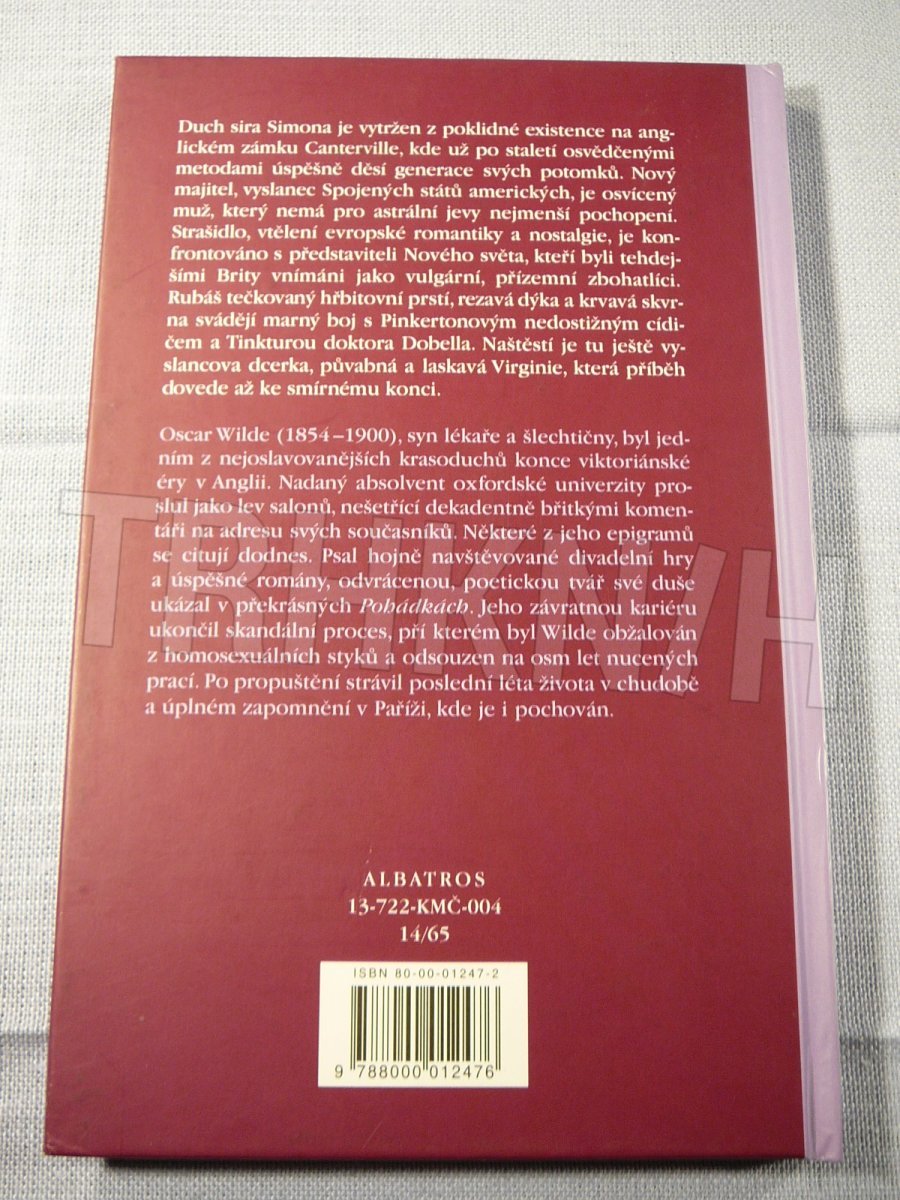 Duch sira Simona je vytržen z poklidné existence na ang-
lickém zámku Canterville, kde už po staletí osvědčenými
metodami úspěšně děsí generace svých potomků. Nový
majitel, vyslanec Spojených států amerických, je osvícený
muž, který nemá pro astrální jevy nejmenší pochopení.
Strašidlo, vtělení evropské romantiky a nostalgie, je kon-
frontováno s představiteli Nového světa, kteří byli tehdej-
šími Brity vnímáni jako vulgární, přízemní zbohatlíci.
Rubáš tečkovaný hřbitovní prstí, rezavá dýka a krvavá skvr-
na svádějí marný boj s Pinkertonovým nedostižným cídi-
čem a Tinkturou doktora Dobella. Naštěstí je tu ještě vy-
slancova dcerka, půvabná a laskavá Virginie, která příběh
dovede až ke smírnému konci.
Oscar Wilde (1854–1900), syn lékaře a šlechtičny, byl jed-
ním z nejoslavovanějších krasoduchů konce viktoriánské
éry v Anglii. Nadaný absolvent oxfordské univerzity pro-
slul jako lev salonů, nešetřící dekadentně břitkými komen-
táři na adresu svých současníků. Některé z jeho epigramů
se citují dodnes. Psal hojně navštěvované divadelní hry
a úspěšné romány, odvrácenou, poetickou tvář své duše
ukázal v překrásných Pohádkách. Jeho závratnou kariéru
ukončil skandální proces, pří kterém byl Wilde obžalován
z homosexuálních styků a odsouzen na osm let nucených
prací. Po propuštění strávil poslední léta života v chudobě
a úplném zapomnění v Paříži, kde je i pochován.
TRHKNIH
ALBATROS
13-722-KMČ-004
14/65
ISBN 80-00-01247-2
9 788000 012476